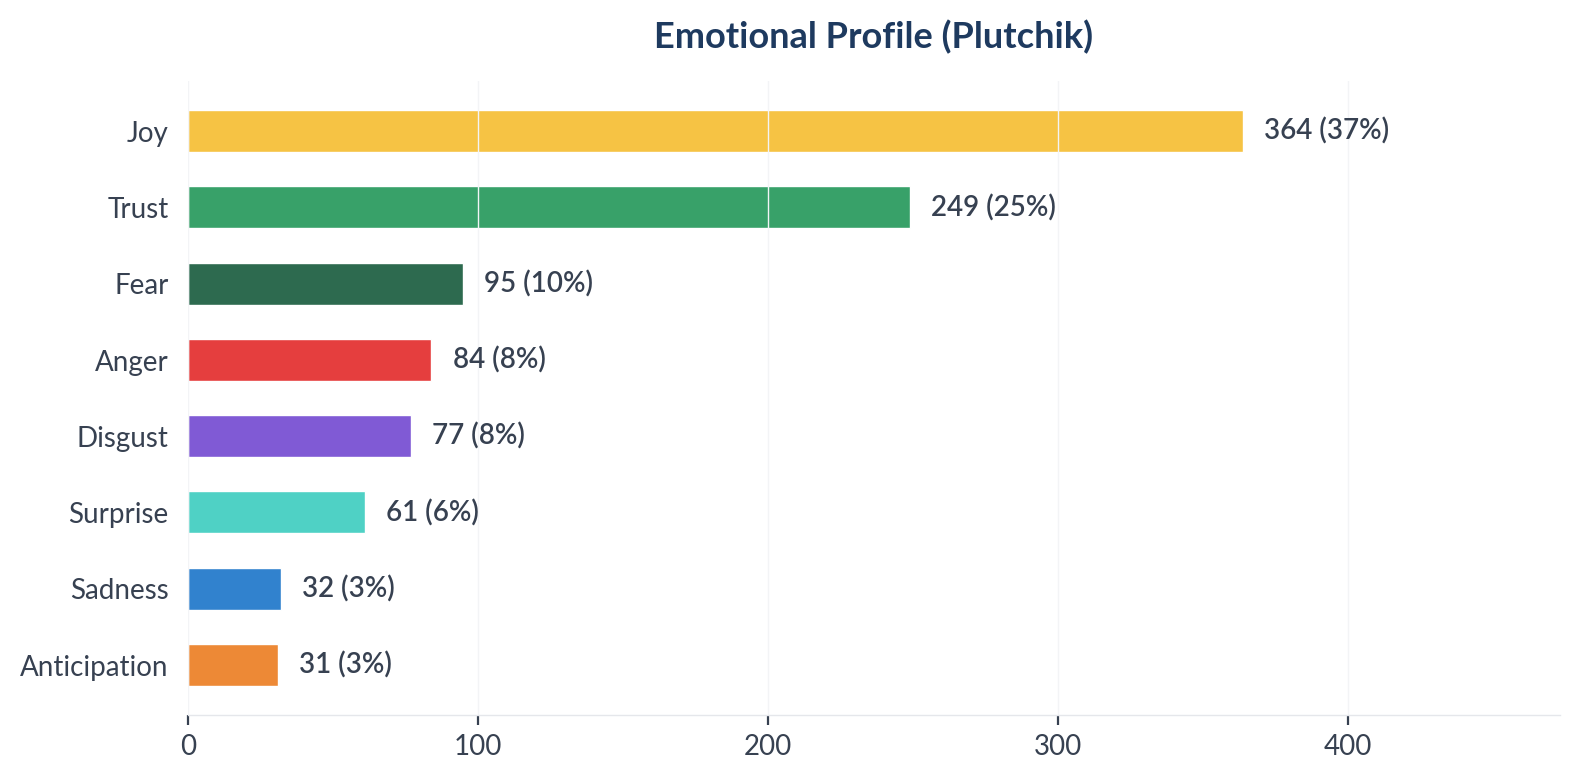 Emotional Profile (Plutchik)
Joy 364 (37%)
Trust 249 (25%)
Fear 95 (10%)
Anger 84 (8%)
Disgust 77 (8%)
Surprise 61 (6%)
Sadness 32 (3%)
Anticipation 31 (3%)
0 100 200 300 400